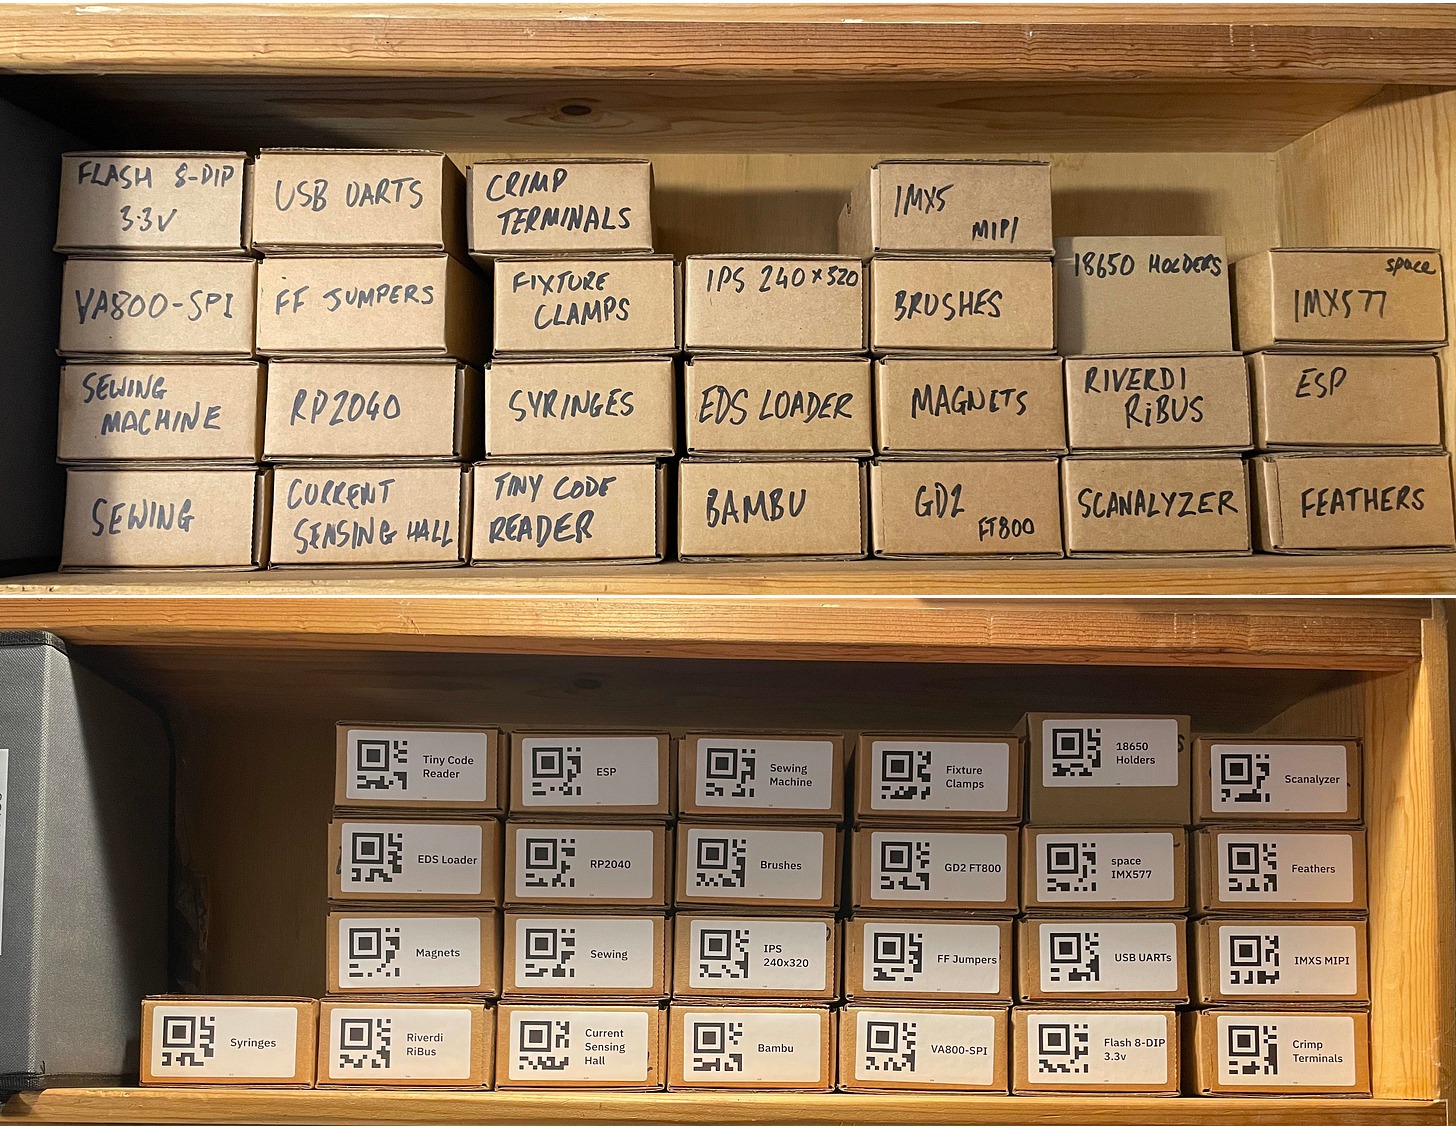 FLASH 8-DIP
3.3V
USB UARTS
CRIMP
TERMINALS
IMX5
MIPI
VA800-SPI
FF JUMPERS
FIXTURE
CLAMPS
IPS 240x320
BRUSHES
18650 HOLDERS
space
IMX577
SEWING
MACHINE
RP2040
SYRINGES
EDS LOADER
MAGNETS
RIVERDI
RiBUS
ESP
SEWING
CURRENT
SENSING HALL
TINY CODE
READER
BAMBU
GD2
FT800
SCANALYZER
FEATHERS
Tiny Code
Reader
ESP
Sewing
Machine
Fixture
Clamps
18650
Holders
Scanalyzer
EDS Loader
RP2040
Brushes
GD2 FT800
space
IMX577
Feathers
Magnets
Sewing
IPS
240x320
FF Jumpers
USB UARTs
IMXS MIPI
Syringes
Riverdi
RiBus
Current
Sensing
Hall
Bambu
VA800-SPI
Flash 8-DIP
3.3v
Crimp
Terminals